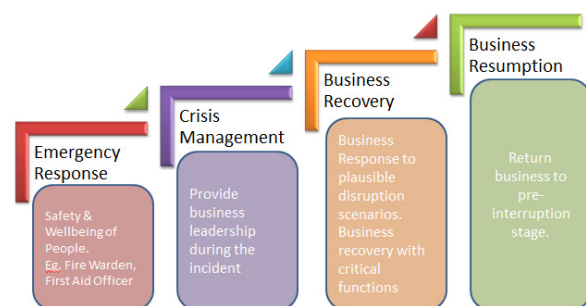 Emergency
Response
Safety &
Wellbeing of
People.
Eg. Fire Warden,
First Aid Officer
Crisis
Management
Provide
business
leadership
during the
incident
Business
Recovery
Business
Response to
plausible
disruption
scenarios.
Business
recovery with
critical
functions
Business
Resumption
Return
business to
pre-
interruption
stage.